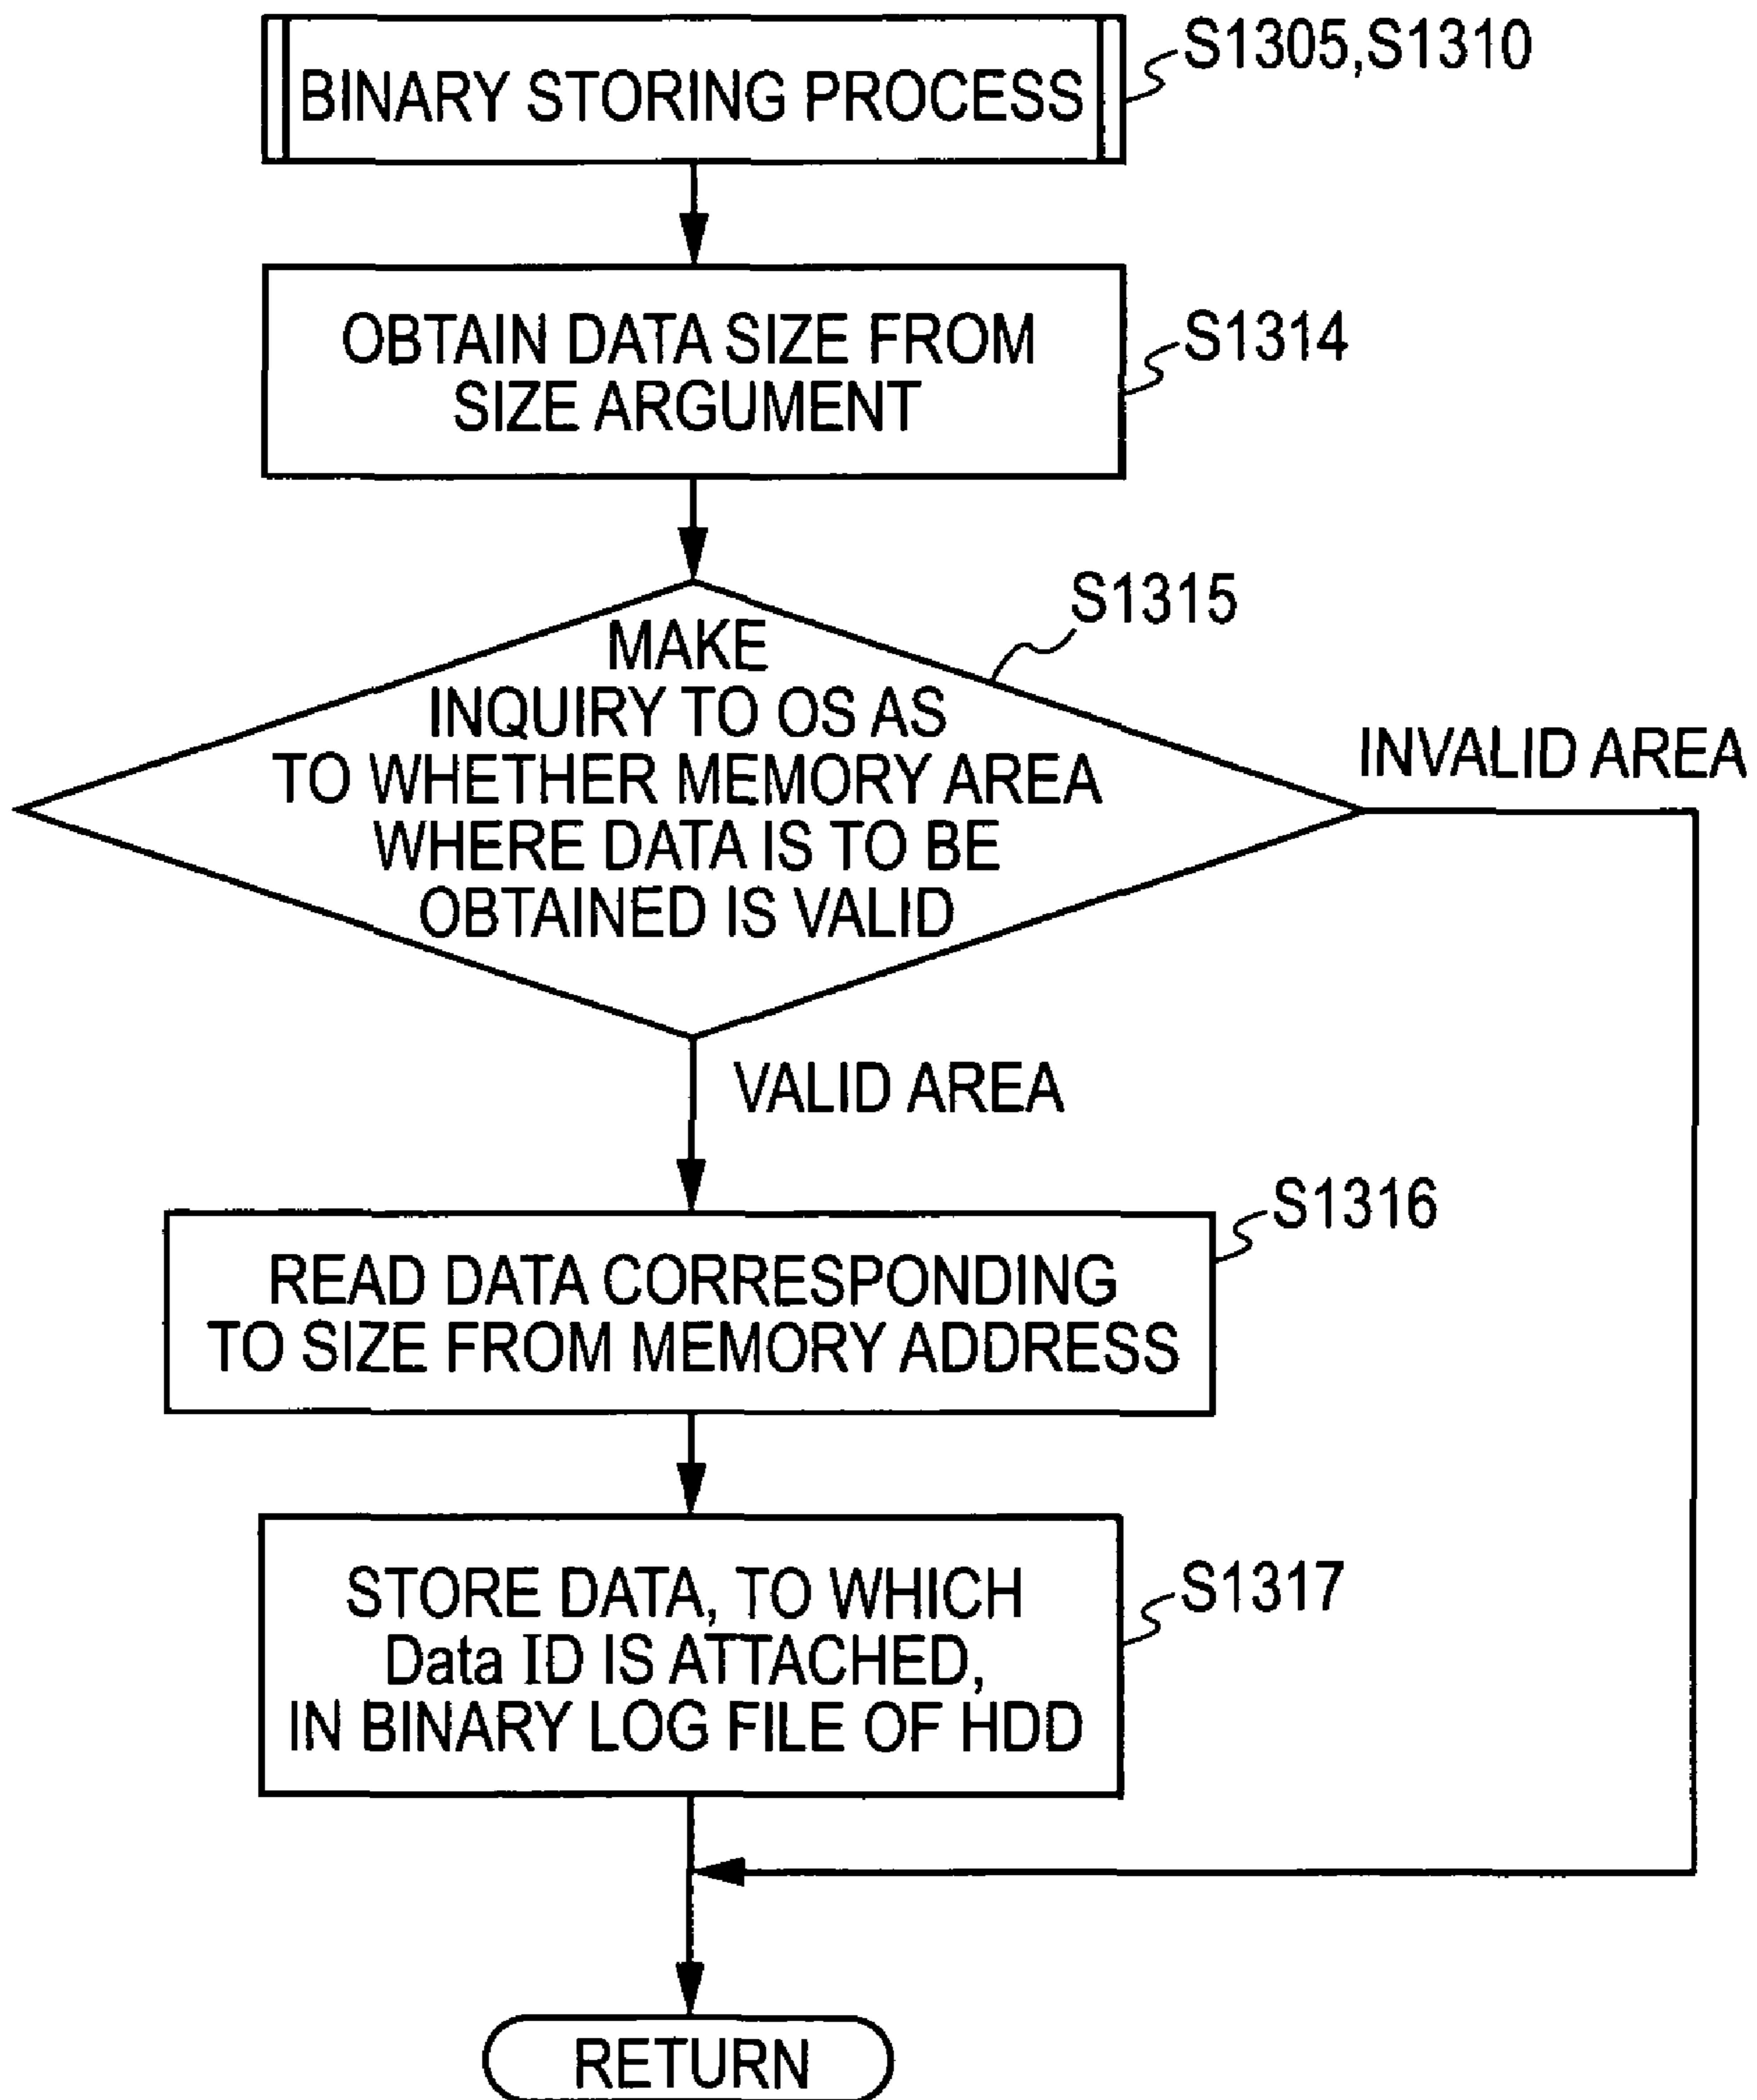 BINARY STORING PROCESS
S1305,S1310
OBTAIN DATA SIZE FROM
SIZE ARGUMENT
S1314
S1315
MAKE
INQUIRY TO OS AS
TO WHETHER MEMORY AREA
WHERE DATA IS TO BE
OBTAINED IS VALID
INVALID AREA
VALID AREA
S1316
READ DATA CORRESPONDING
TO SIZE FROM MEMORY ADDRESS
S1317
STORE DATA, TO WHICH
Data ID IS ATTACHED,
IN BINARY LOG FILE OF HDD
RETURN